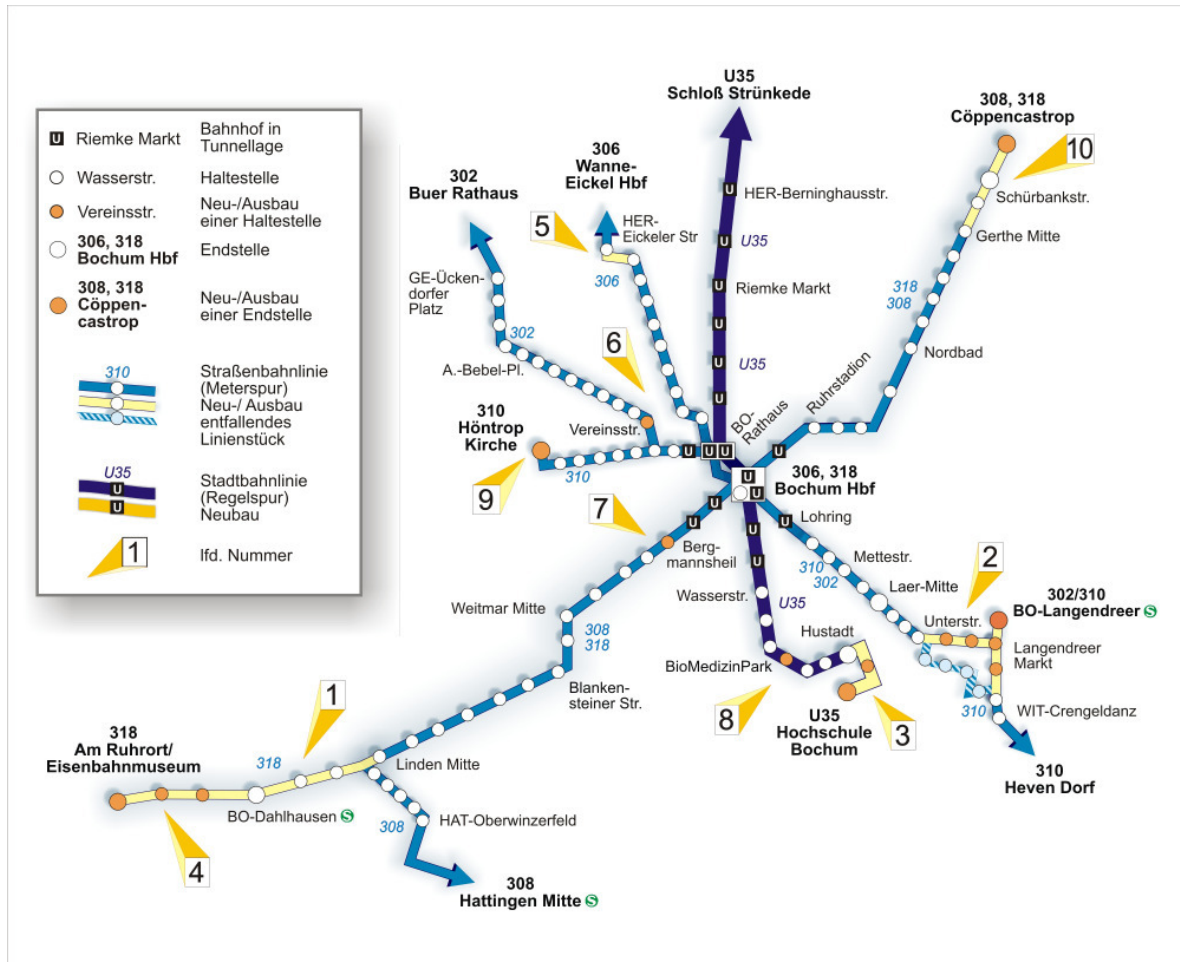 U
Riemke Markt
Bahnhof in
Tunnellage
Wasserstr.
Haltestelle
Vereinsstr.
Neu-/Ausbau
einer Haltestelle
306, 318
Bochum Hbf
Endstelle
308, 318
Cöppen-
castrop
Neu-/Ausbau
einer Endstelle
310
Straßenbahnlinie
(Meterspur)
Neu-/ Ausbau
entfallendes
Linienstück
U35
U
U
Stadtbahnlinie
(Regelspur)
Neubau
1
lfd. Nummer
U35
Schloß Strünkede
308, 318
Cöppencastrop
10
Schürbankstr.
Gerthe Mitte
318
308
Nordbad
Ruhrstadion
306
Wanne-
Eickel Hbf
302
Buer Rathaus
5
HER-
Eickeler Str
306
U
HER-Berninghausstr.
U
U35
U
Riemke Markt
U
U
U35
U
GE-Ücken-
dorfer
Platz
302
A.-Bebel-Pl.
6
310
Höntrop
Kirche
Vereinsstr.
310
9
U
U U
BO-
Rathaus
U
U
U
306, 318
Bochum Hbf
7
U
U
Berg-
mannsheil
Weitmar Mitte
308
318
Blanken-
steiner Str.
U
Lohring
Mettestr.
310
302
Laer-Mitte
2
Unterstr.
302/310
BO-Langendreer S
Langendreer
Markt
310
WIT-Crengeldanz
310
Heven Dorf
U
U
Wasserstr.
U35
Hustadt
BioMedizinPark
8
U35
Hochschule
Bochum
3
1
318
Am Ruhrort/
Eisenbahnmuseum
318
Linden Mitte
BO-Dahlhausen S
4
308
HAT-Oberwinzerfeld
308
Hattingen Mitte S